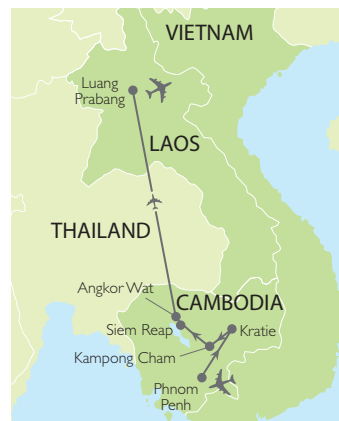 VIETNAM
Luang
Prabang
LAOS
THAILAND
Angkor Wat
CAMBODIA
Siem Reap
Kratie
Kampong Cham
Phnom
Penh